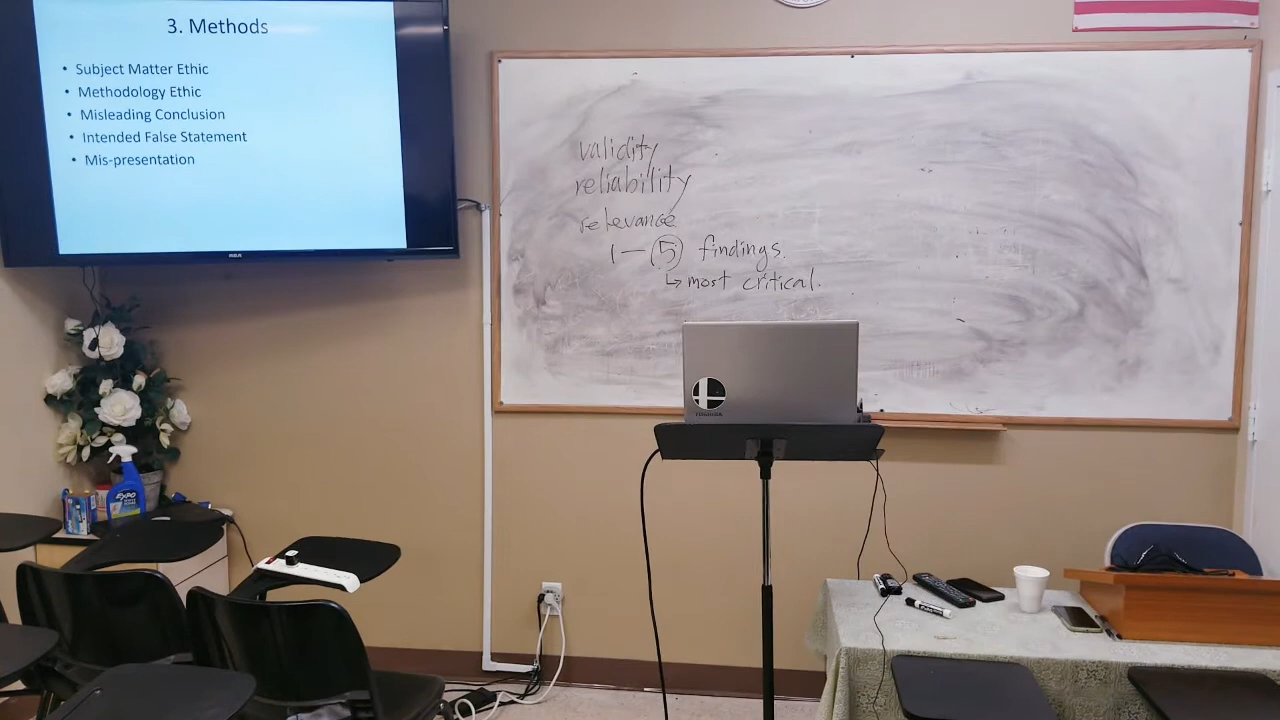 3. Methods
• Subject Matter Ethic
• Methodology Ethic
• Misleading Conclusion
• Intended False Statement
• Mis-presentation
RCA
validity
reliability
relevance
1—(5) findings.
↳ most critical.
EXPO